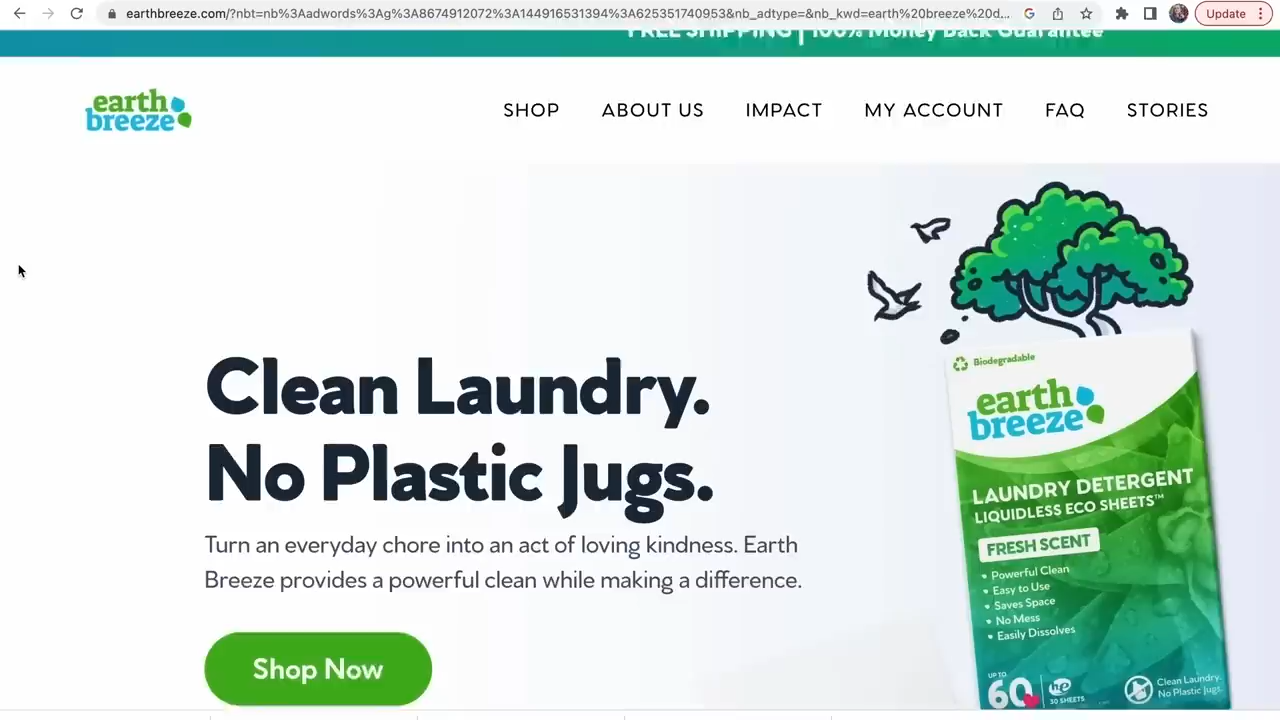 earthbreeze.com/?nbt=nb%3Aadwords%3Ag%3A8674912072%3A144916531394%3A625351740953&nb_adtype=&nb_kwd=earth%20breeze%20d...
Update
FREE SHIPPING | 100% Money Back Guarantee
earth
breeze
SHOP
ABOUT US
IMPACT
MY ACCOUNT
FAQ
STORIES
Clean Laundry.
No Plastic Jugs.
Turn an everyday chore into an act of loving kindness. Earth
Breeze provides a powerful clean while making a difference.
Shop Now
Biodegradable
earth
breeze
LAUNDRY DETERGENT
LIQUIDLESS ECO SHEETS™
FRESH SCENT
• Powerful Clean
• Easy to Use
• Saves Space
• No Mess
• Easily Dissolves
UP TO
60
he
30 SHEETS
Clean Laundry.
No Plastic Jugs.